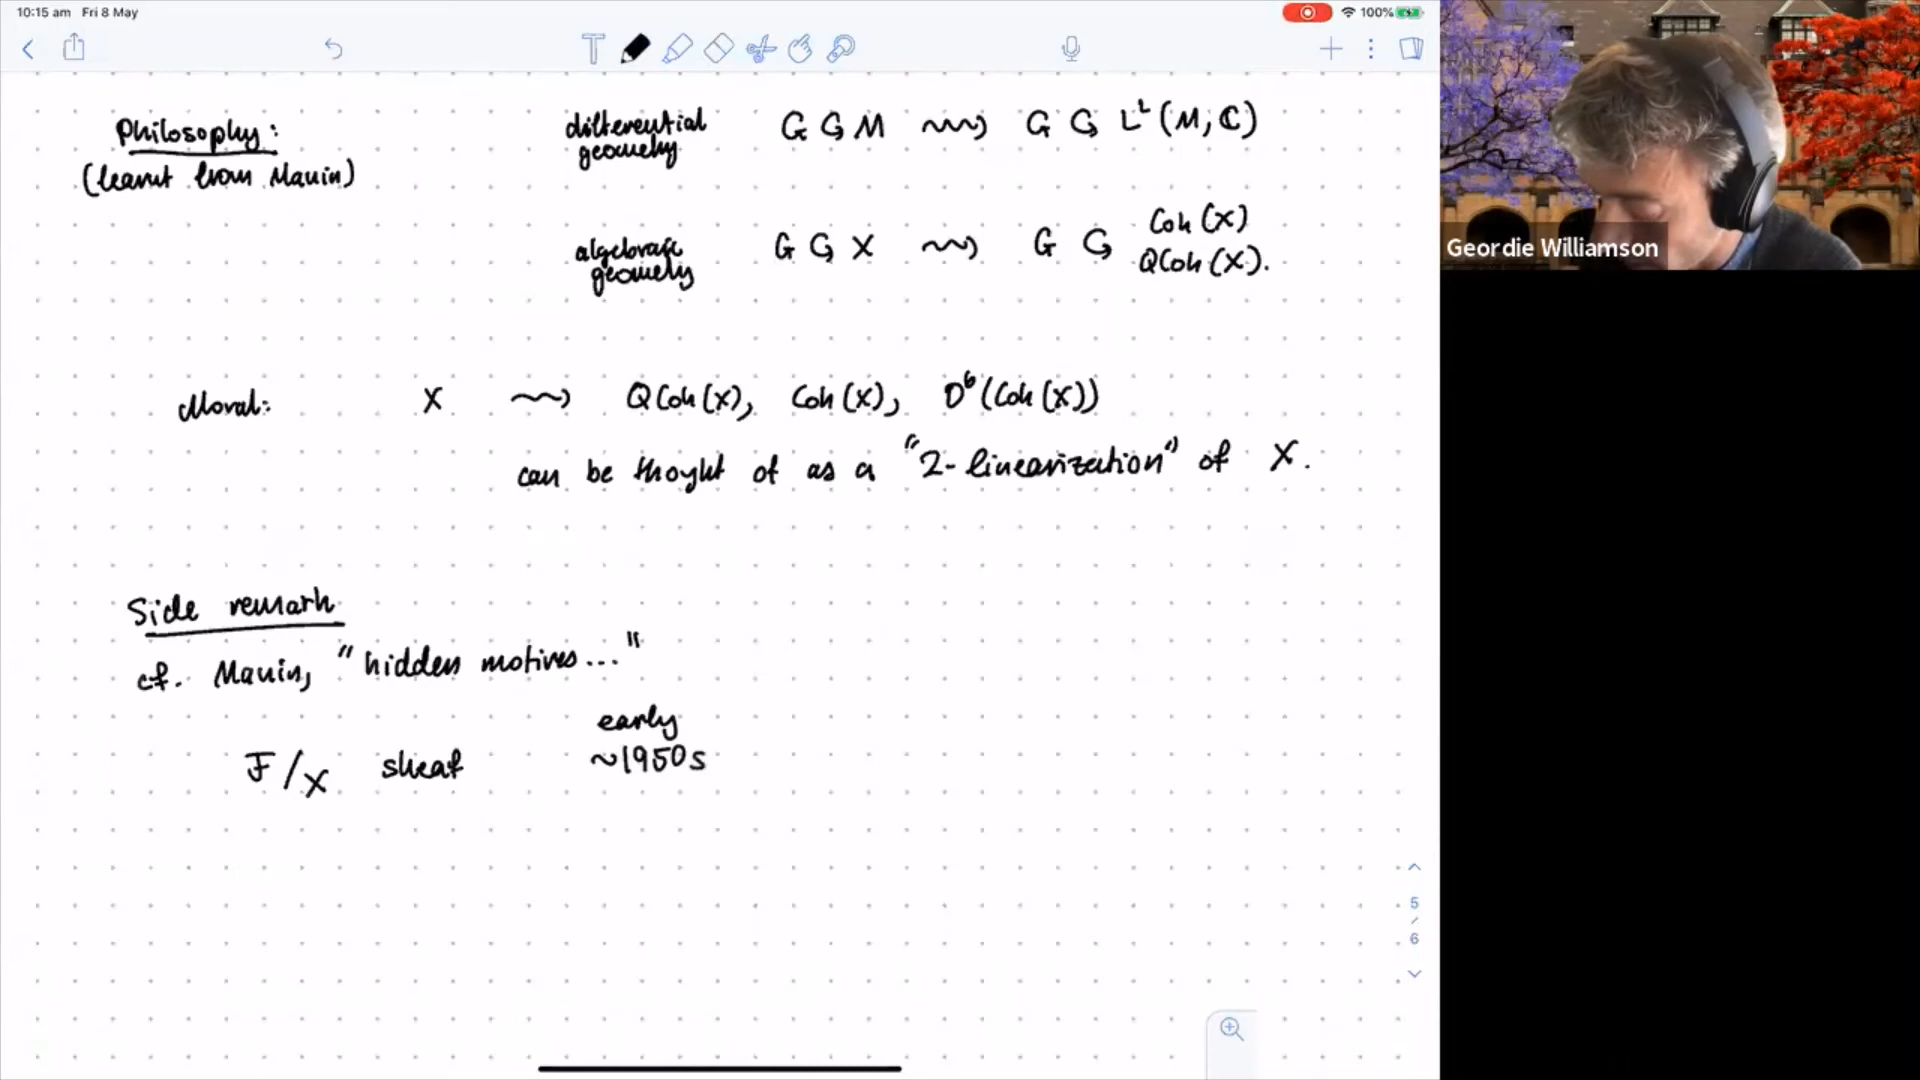 10:15 am Fri 8 May
100%
Philosophy:
(learnt from Manin)
differential
geometry
G ↻ M ⇝ G ↻ L²(M, ℂ)
algebraic
geometry
G ↻ X ⇝ G ↻ Coh(X)
QCoh(X).
Moral: X ⇝ QCoh(X), Coh(X), Dᵇ(Coh(X))
can be thought of as a "2-linearization" of X.
Side remark
cf. Manin, "hidden motives..."
F/X sheaf
early
~1950s
5
/
6
Geordie Williamson